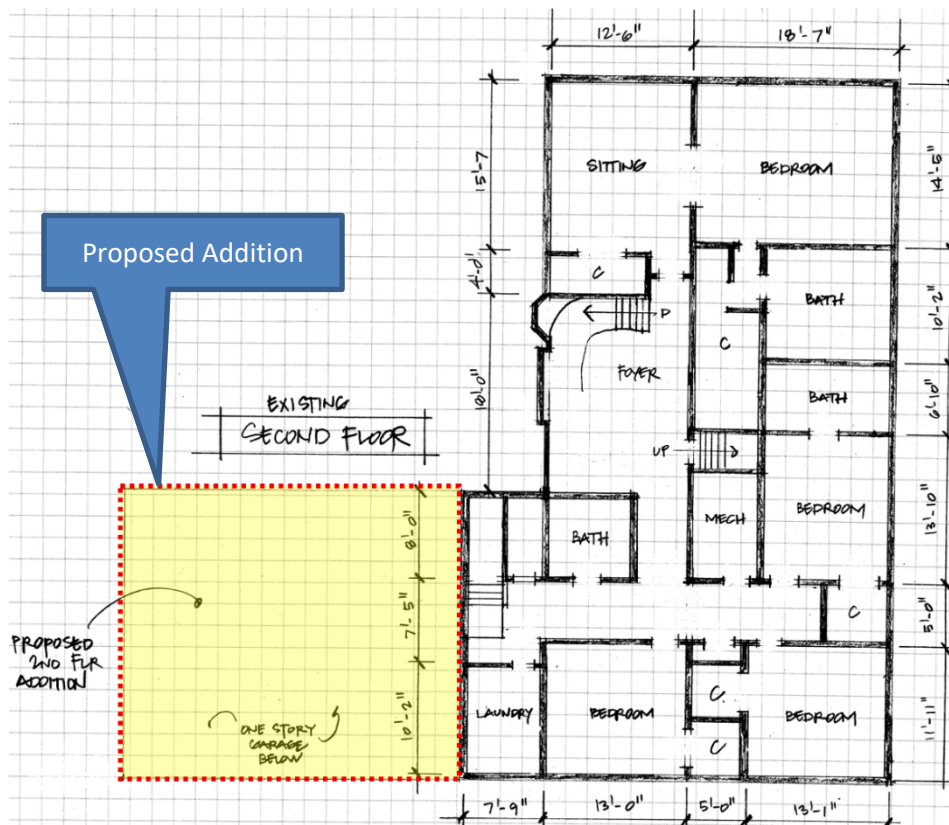 12'-6"
18'-7"
15'-7
SITTING
BEDROOM
14'-5"
Proposed Addition
4'-0"
C
BATH
10'-2"
D
C
FOYER
18'-0"
BATH
6'-10"
EXISTING
SECOND FLOOR
UP
8'-0"
BATH
MECH
BEDROOM
13'-10"
7'-5"
PROPOSED
2ND FLR
ADDITION
C
5'-0"
10'-2"
ONE STORY
GARAGE
BELOW
LAUNDRY
BEDROOM
C
C
BEDROOM
11'-11"
7'-9"
13'-0"
5'-0"
13'-1"